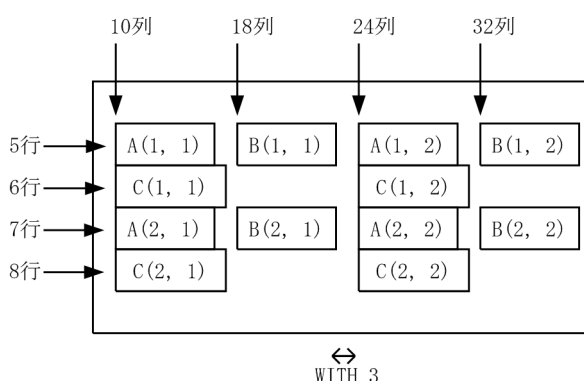 10列 18列 24列 32列
5行 A(1, 1) B(1, 1) A(1, 2) B(1, 2)
6行 C(1, 1) C(1, 2)
7行 A(2, 1) B(2, 1) A(2, 2) B(2, 2)
8行 C(2, 1) C(2, 2)
WITH 3